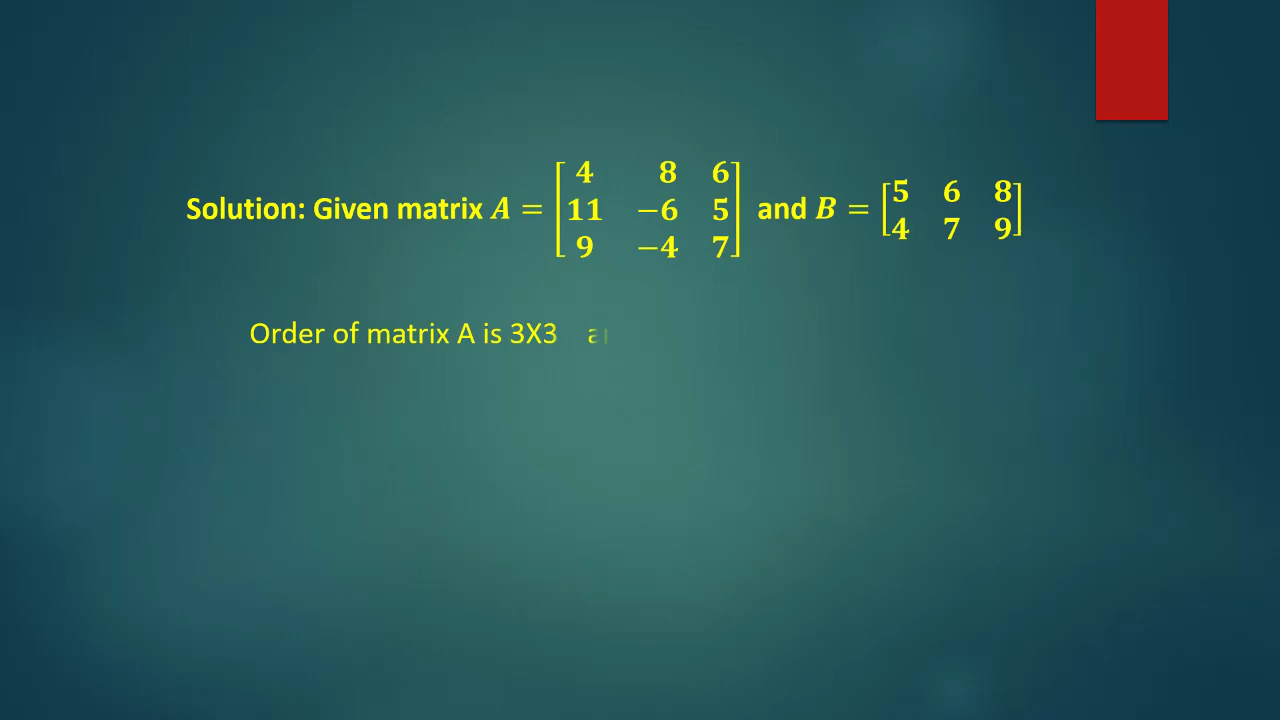 Solution: Given matrix A = [4 8 6; 11 −6 5; 9 −4 7] and B = [5 6 8; 4 7 9]
Order of matrix A is 3X3